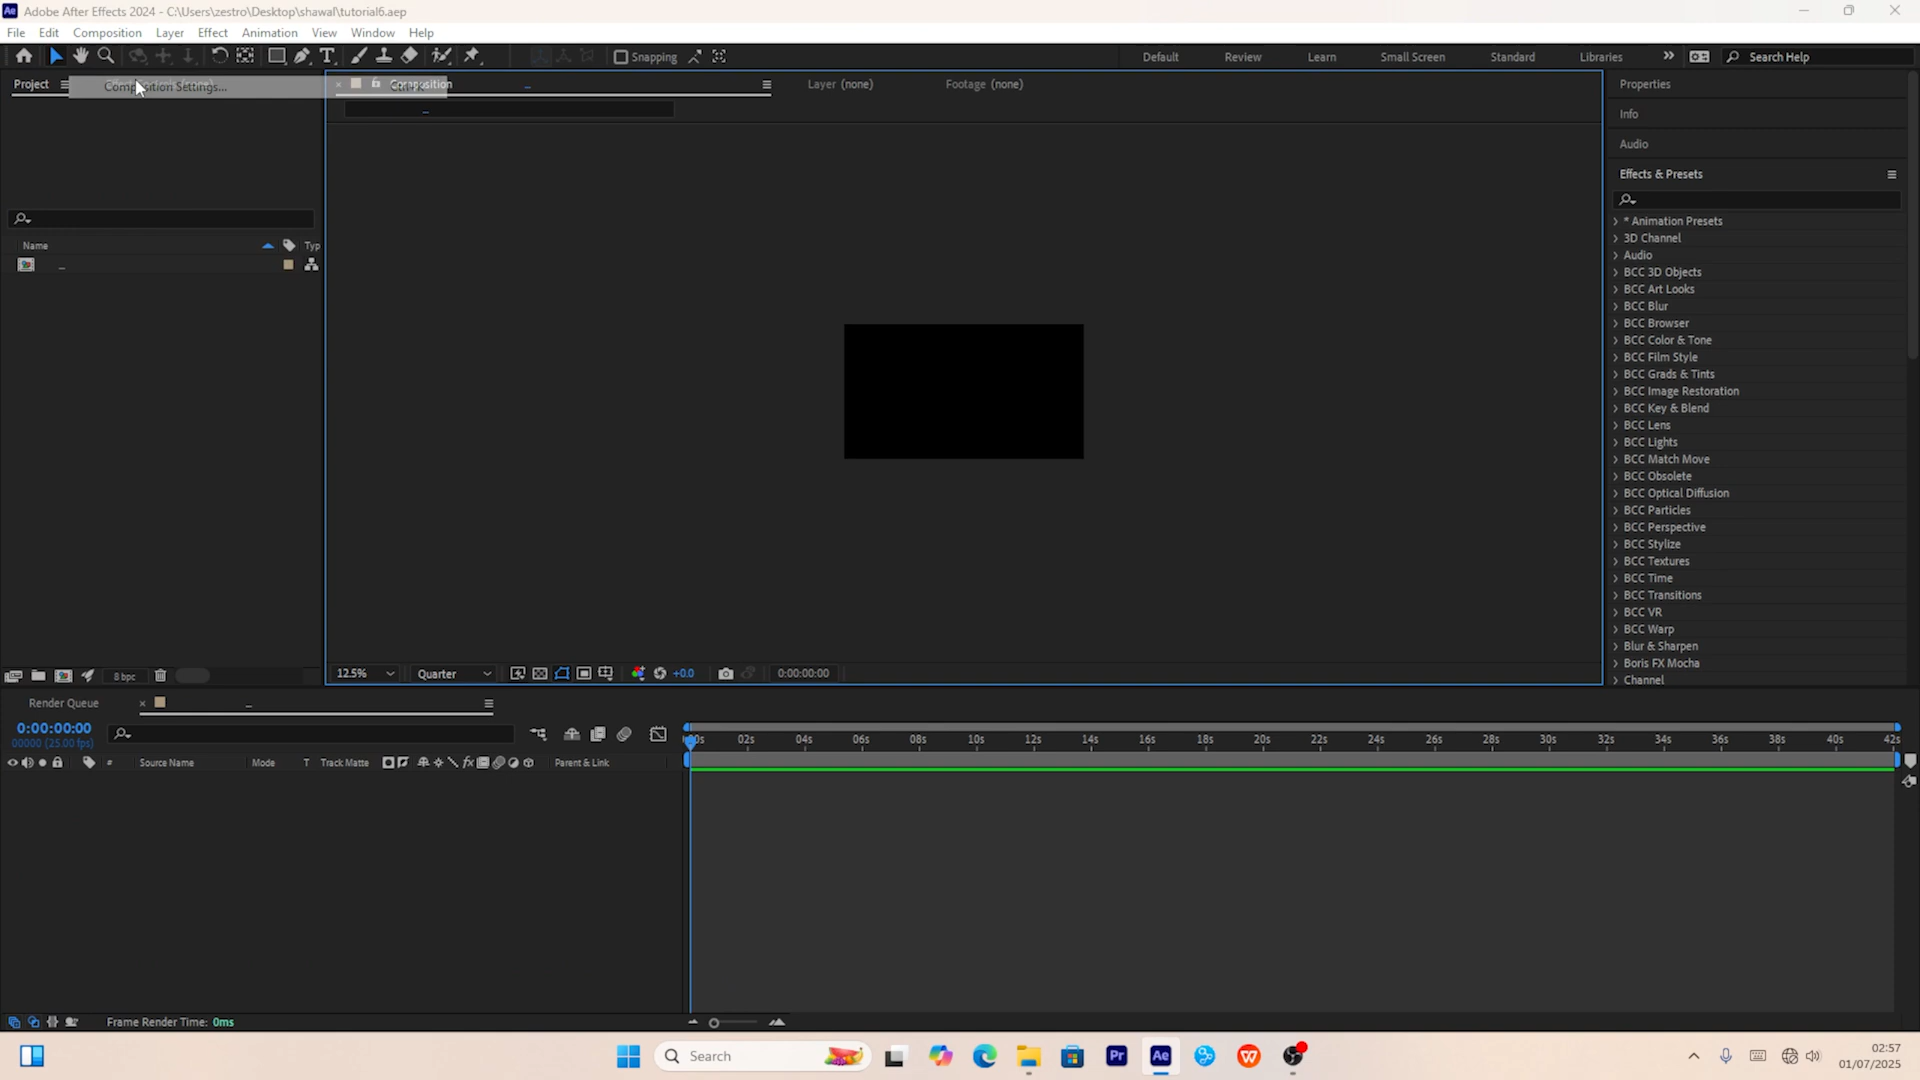 Adobe After Effects 2024 - C:\Users\zestro\Desktop\shawal\tutorial6.aep
File Edit Composition Layer Effect Animation View Window Help
Snapping Default Review Learn Small Screen Standard Libraries Search Help
Project Composition Settings... Composition Layer (none) Footage (none) Properties
Info
Audio
Effects & Presets
* Animation Presets
3D Channel
Audio
BCC 3D Objects
BCC Art Looks
BCC Blur
BCC Browser
BCC Color & Tone
BCC Film Style
BCC Grads & Tints
BCC Image Restoration
BCC Key & Blend
BCC Lens
BCC Lights
BCC Match Move
BCC Obsolete
BCC Optical Diffusion
BCC Particles
BCC Perspective
BCC Stylize
BCC Textures
BCC Time
BCC Transitions
BCC VR
BCC Warp
Blur & Sharpen
Boris FX Mocha
Channel
Name Typ
8 bpc
12.5% Quarter +0.0 0:00:00:00
Render Queue
0:00:00:00
00000 (25.00 fps)
02s 04s 06s 08s 10s 12s 14s 16s 18s 20s 22s 24s 26s 28s 30s 32s 34s 36s 38s 40s 42s
# Source Name Mode T Track Matte fx Parent & Link
Frame Render Time: 0ms
Search Pr Ae
02:57
01/07/2025